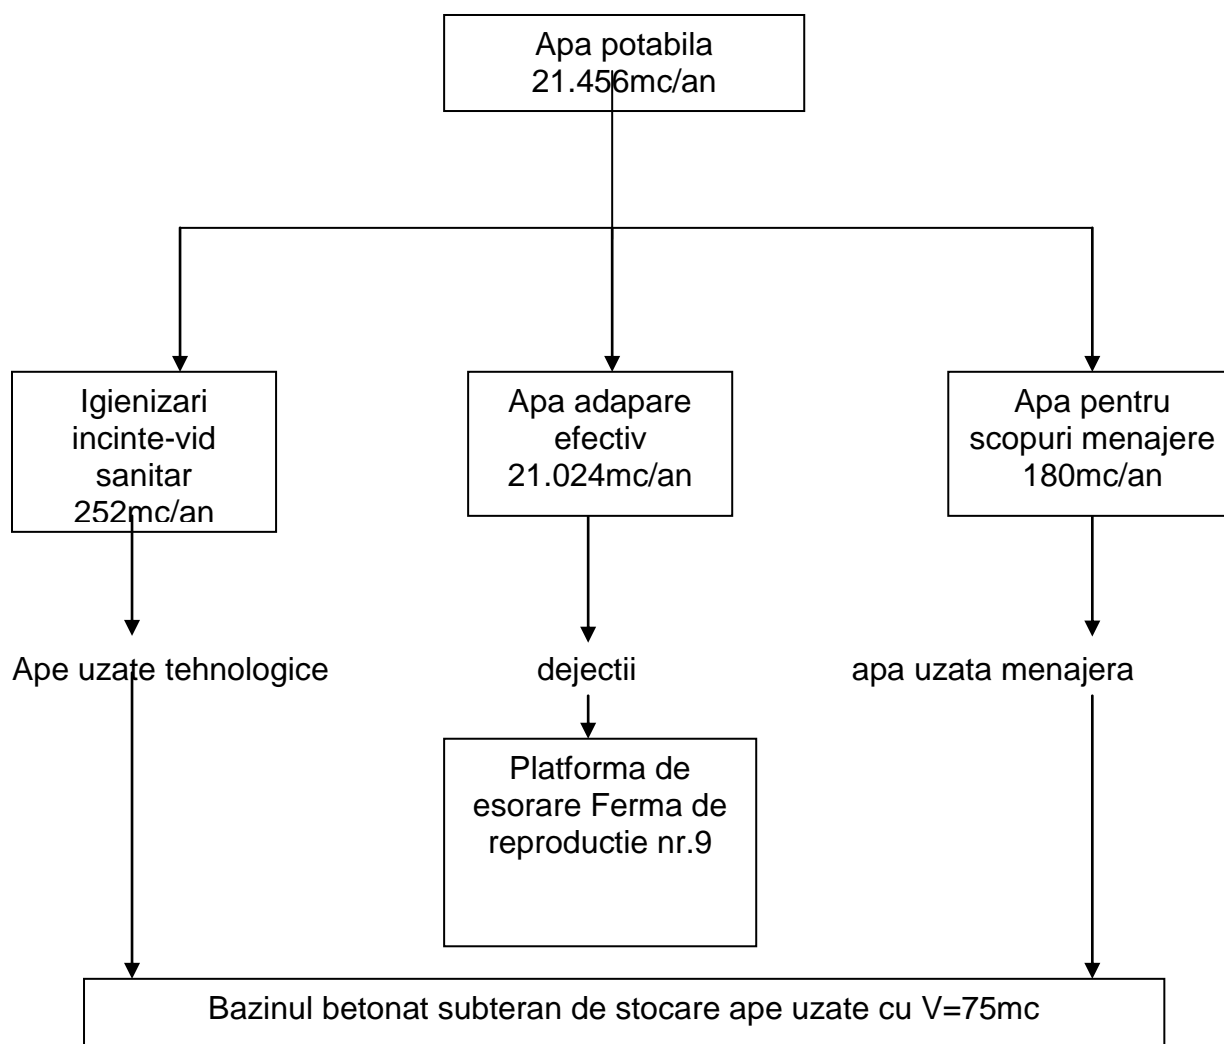 Apa potabila
21.456mc/an
Igienizari
incinte-vid
sanitar
252mc/an
Apa adapare
efectiv
21.024mc/an
Apa pentru
scopuri menajere
180mc/an
Ape uzate tehnologice
dejectii
apa uzata menajera
Platforma de
esorare Ferma de
reproductie nr.9
Bazinul betonat subteran de stocare ape uzate cu V=75mc